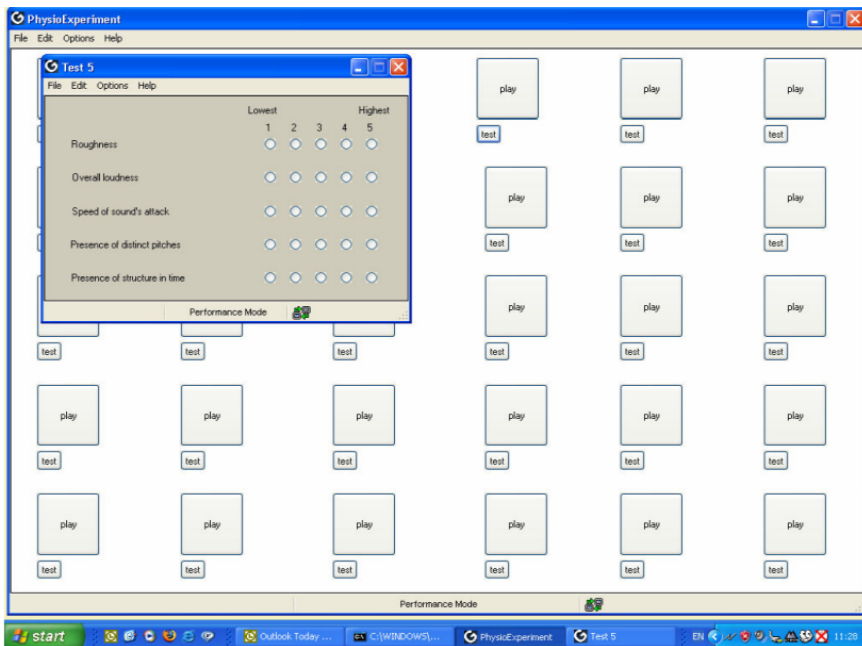 PhysioExperiment
File Edit Options Help
Test 5
File Edit Options Help
Lowest Highest
1 2 3 4 5
Roughness
Overall loudness
Speed of sound's attack
Presence of distinct pitches
Presence of structure in time
Performance Mode
play play play
test test test
play play play
test test test
play play play
test test test test test test
play play play play play play
test test test test test test
play play play play play play
test test test test test test
Performance Mode
start Outlook Today ... C:\WINDOWS\... PhysioExperiment Test 5 EN 11:28